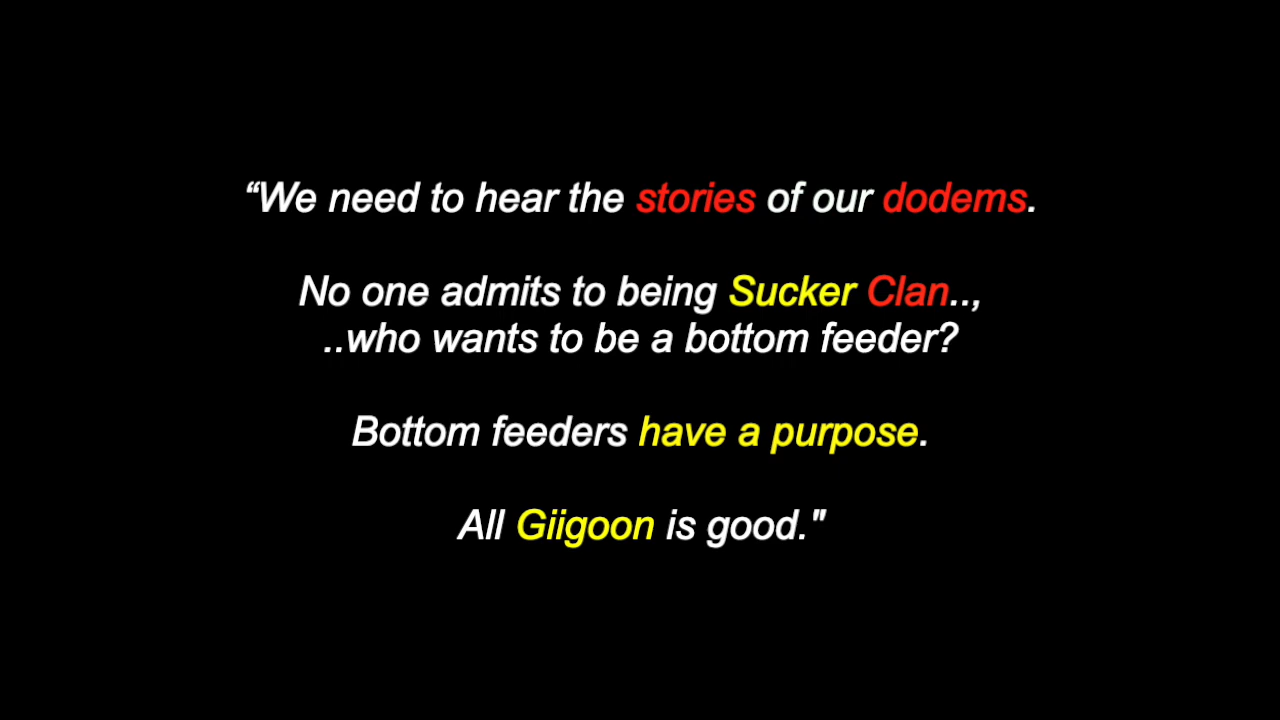 “We need to hear the stories of our dodems.
No one admits to being Sucker Clan..,
..who wants to be a bottom feeder?
Bottom feeders have a purpose.
All Giigoon is good."